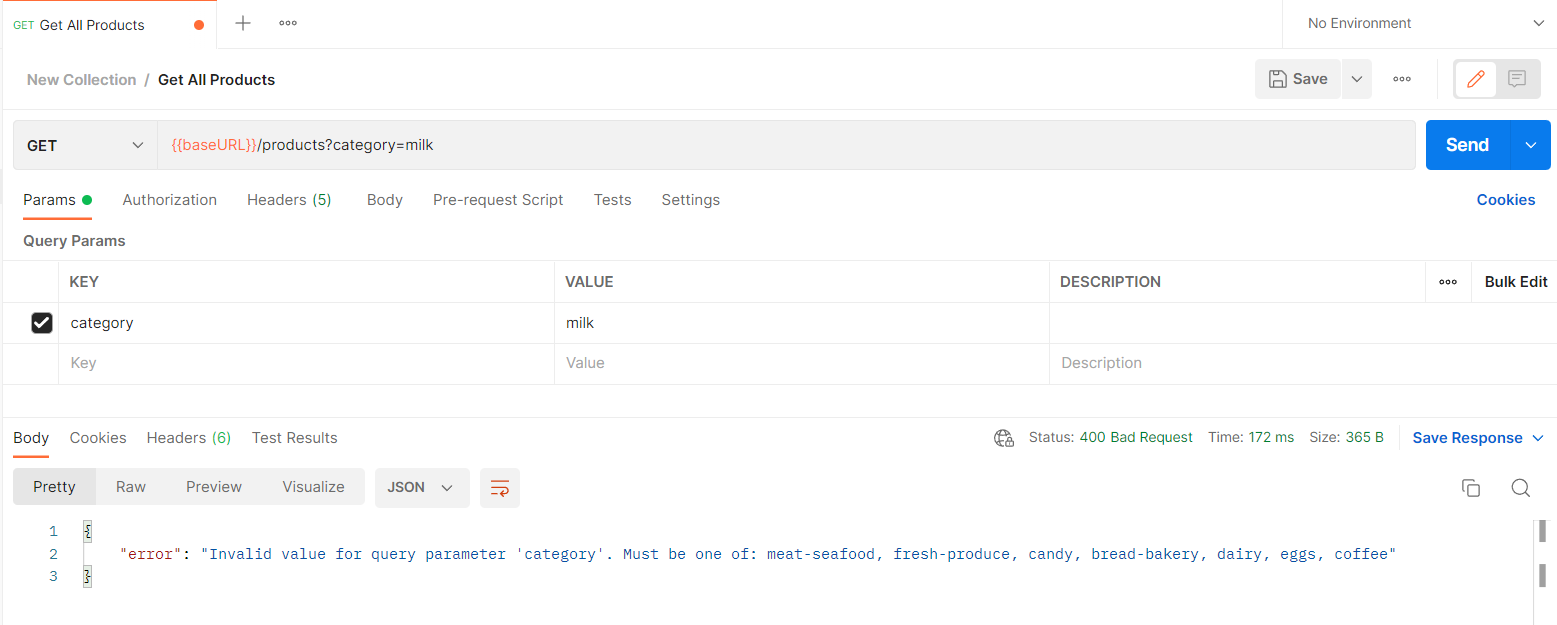 GET Get All Products
No Environment
New Collection / Get All Products
Save
GET {{baseURL}}/products?category=milk Send
Params Authorization Headers (5) Body Pre-request Script Tests Settings Cookies
Query Params
KEY VALUE DESCRIPTION Bulk Edit
category milk
Key Value Description
Body Cookies Headers (6) Test Results Status: 400 Bad Request Time: 172 ms Size: 365 B Save Response
Pretty Raw Preview Visualize JSON
1 {
2 "error": "Invalid value for query parameter 'category'. Must be one of: meat-seafood, fresh-produce, candy, bread-bakery, dairy, eggs, coffee"
3 }